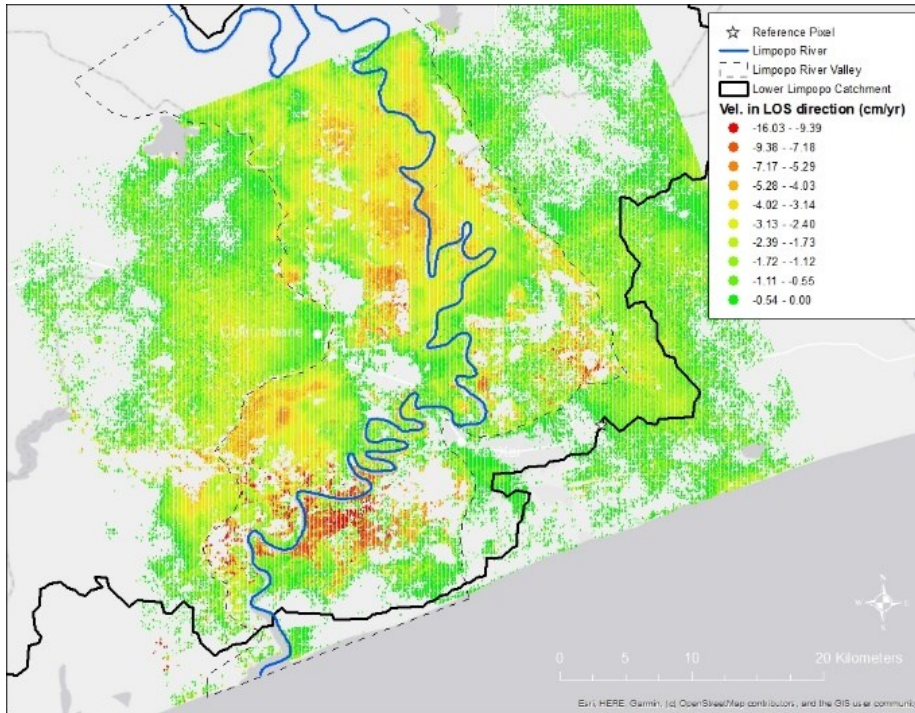 Reference Pixel
Limpopo River
Limpopo River Valley
Lower Limpopo Catchment
Vel. in LOS direction (cm/yr)
-16.03 - -9.39
-9.38 - -7.18
-7.17 - -5.29
-5.28 - -4.03
-4.02 - -3.14
-3.13 - -2.40
-2.39 - -1.73
-1.72 - -1.12
-1.11 - -0.55
-0.54 - 0.00
N
W
E
S
0 5 10 20 Kilometers
Esri, HERE, Garmin, (c) OpenStreetMap contributors, and the GIS user communit